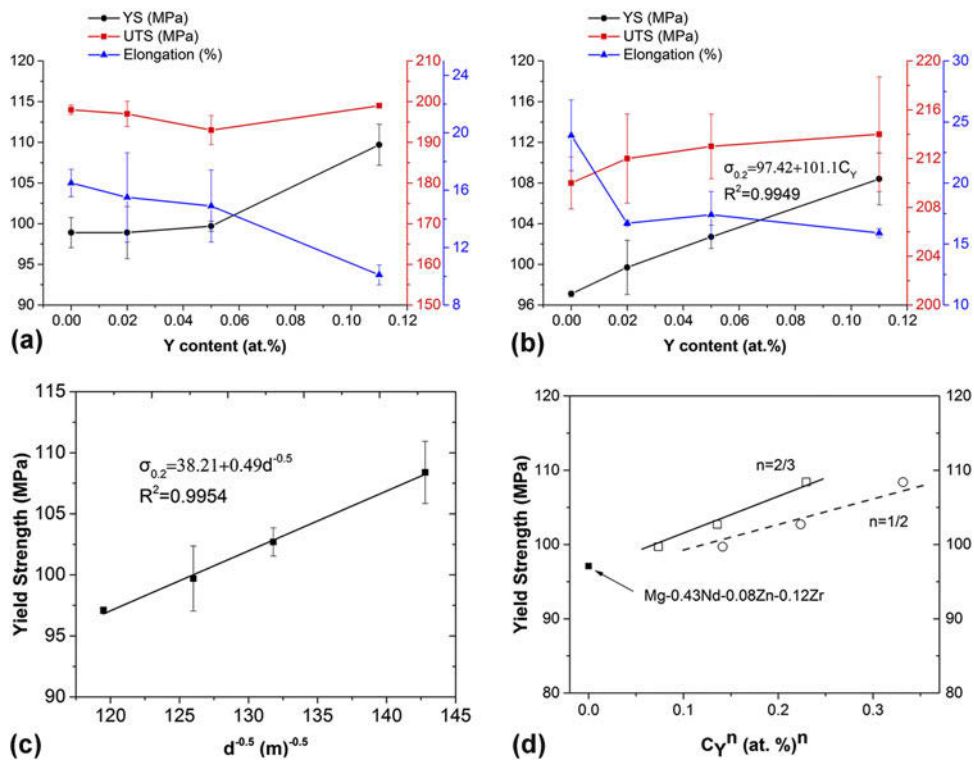 YS (MPa)
UTS (MPa)
Elongation (%)
120
115
110
104
100
95
90
210
200
190
180
170
160
150
24
20
16
12
8
0.00 0.02 0.04 0.06 0.08 0.10 0.12
Y content (at.%)
(a)
YS (MPa)
UTS (MPa)
Elongation (%)
120
116
112
108
104
100
96
σ0.2=97.42+101.1CY
R2=0.9949
220
216
212
206
204
200
30
25
20
15
10
0.00 0.02 0.04 0.06 0.08 0.10 0.12
Y content (at.%)
(b)
Yield Strength (MPa)
115
110
105
100
95
90
σ0.2=38.21+0.49d-0.5
R2=0.9954
120 125 130 135 140 145
d-0.5 (m)-0.5
(c)
Yield Strength (MPa)
120
110
100
90
80
n=2/3
n=1/2
Mg-0.43Nd-0.08Zn-0.12Zr
120
110
100
90
80
0.0 0.1 0.2 0.3
CYn (at. %)n
(d)